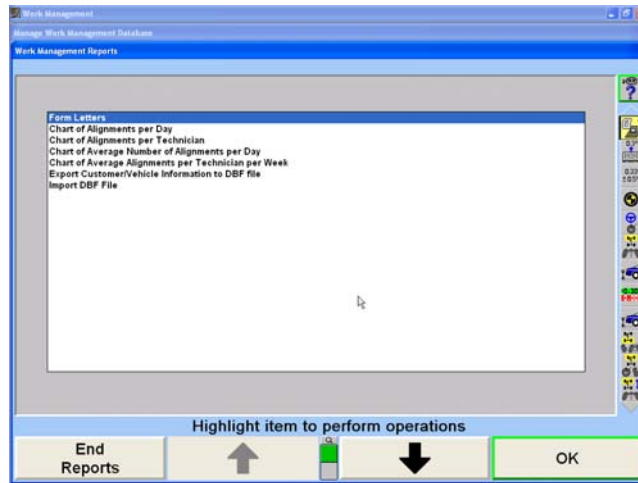 Work Management
Manage Work Management Database
Work Management Reports
Form Letters
Chart of Alignments per Day
Chart of Alignments per Technician
Chart of Average Number of Alignments per Day
Chart of Average Alignments per Technician per Week
Export Customer/Vehicle Information to DBF file
Import DBF File
Highlight item to perform operations
End
Reports
OK